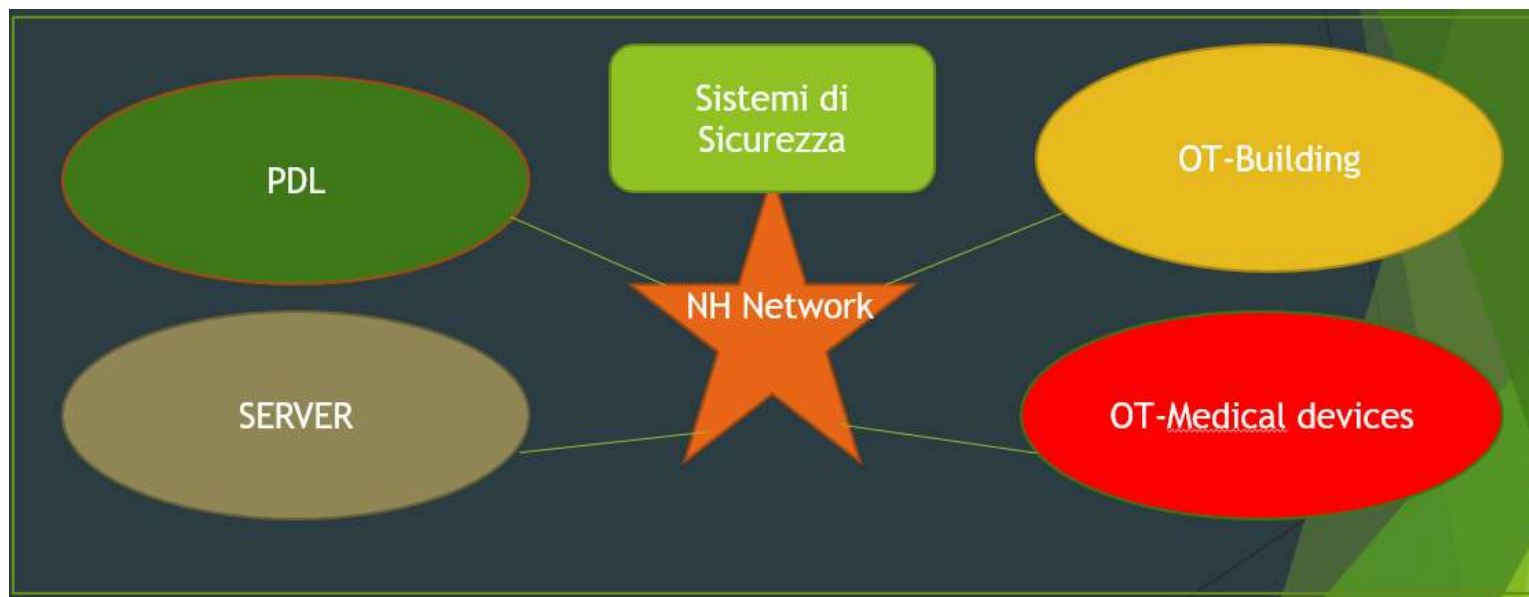 Sistemi di
Sicurezza
PDL
OT-Building
NH Network
SERVER
OT-Medical devices